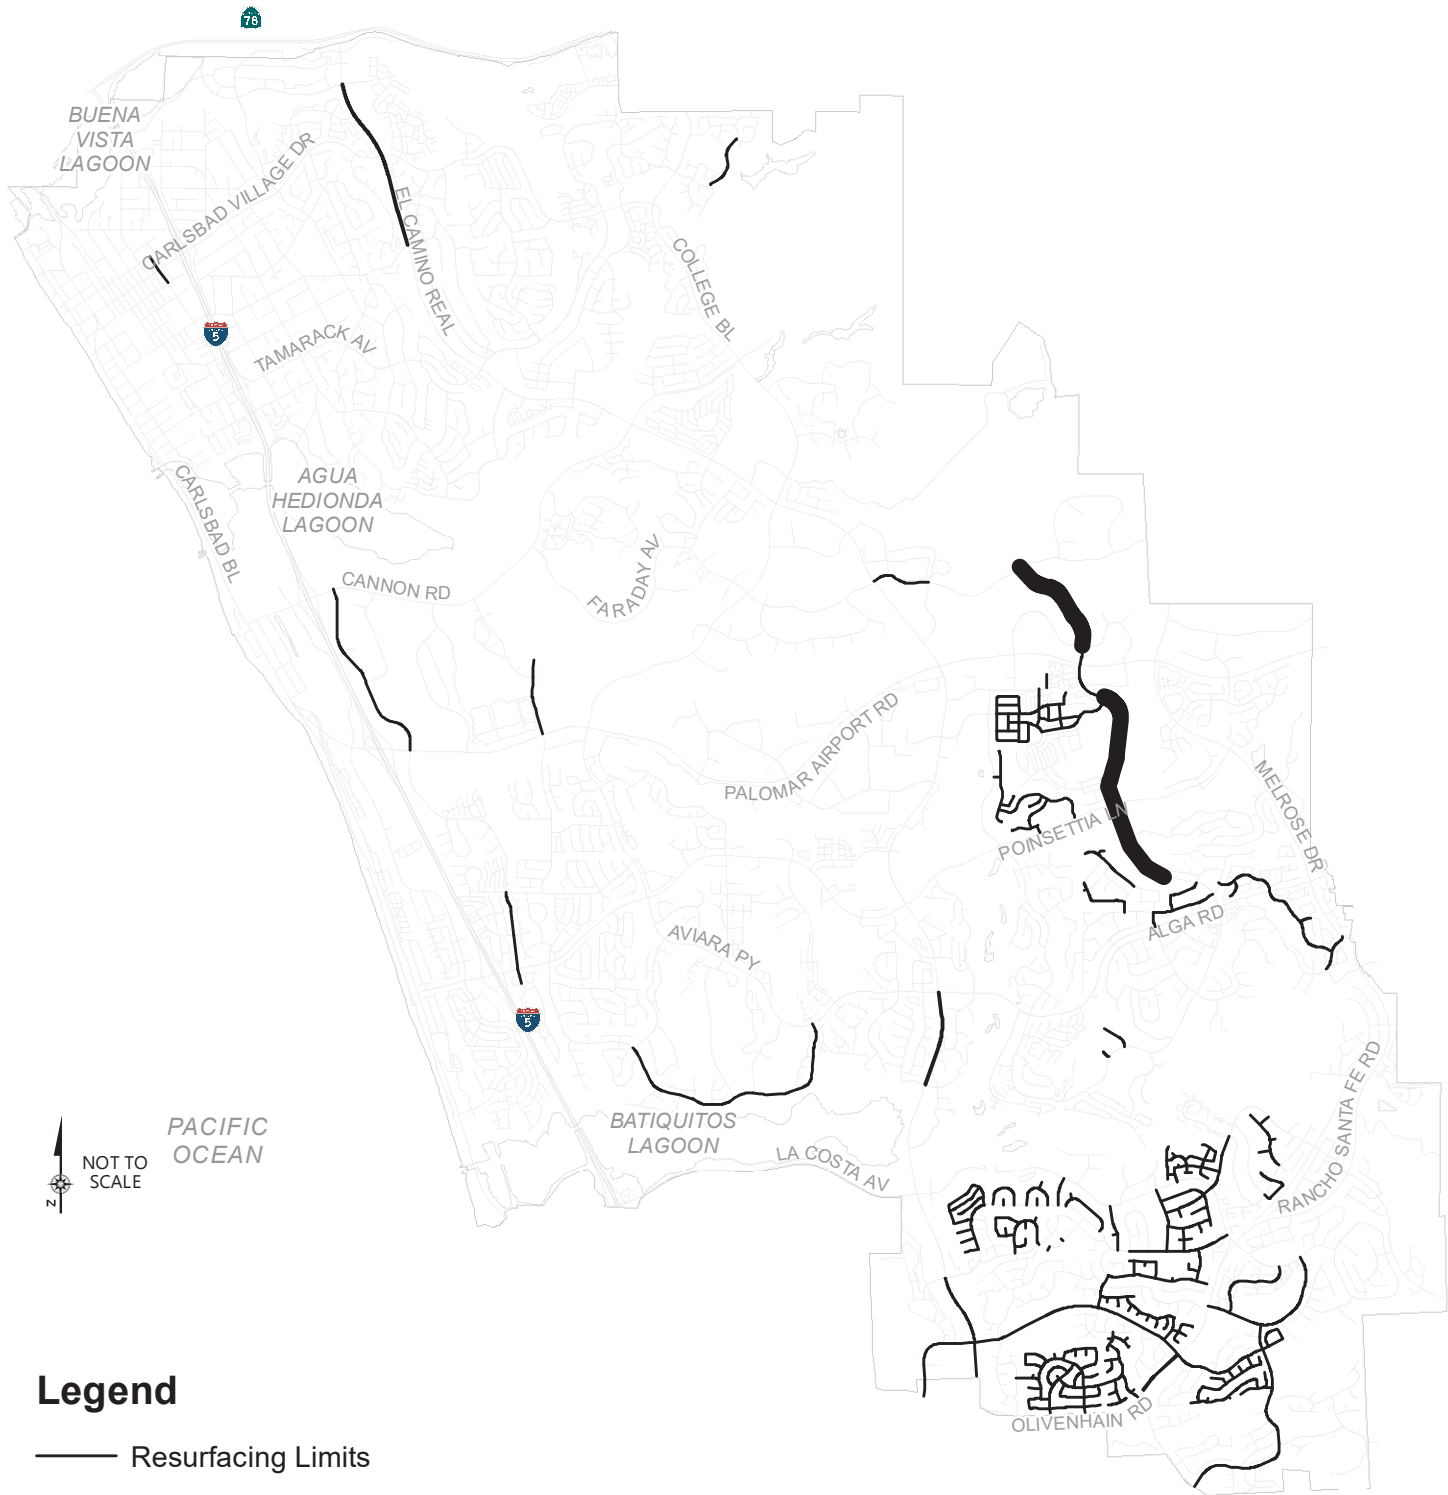 78
BUENA
VISTA
LAGOON
CARLSBAD VILLAGE DR
EL CAMINO REAL
COLLEGE BL
5
TAMARACK AV
AGUA
HEDIONDA
LAGOON
CARLSBAD BL
CANNON RD
FARADAY AV
PALOMAR AIRPORT RD
MELROSE DR
POINSETTIA LN
ALGA RD
AVIARA PY
5
RANCHO SANTA FE RD
BATIQUITOS
LAGOON
LA COSTA AV
PACIFIC
OCEAN
NOT TO
SCALE
N
OLIVENHAIN RD
Legend
Resurfacing Limits